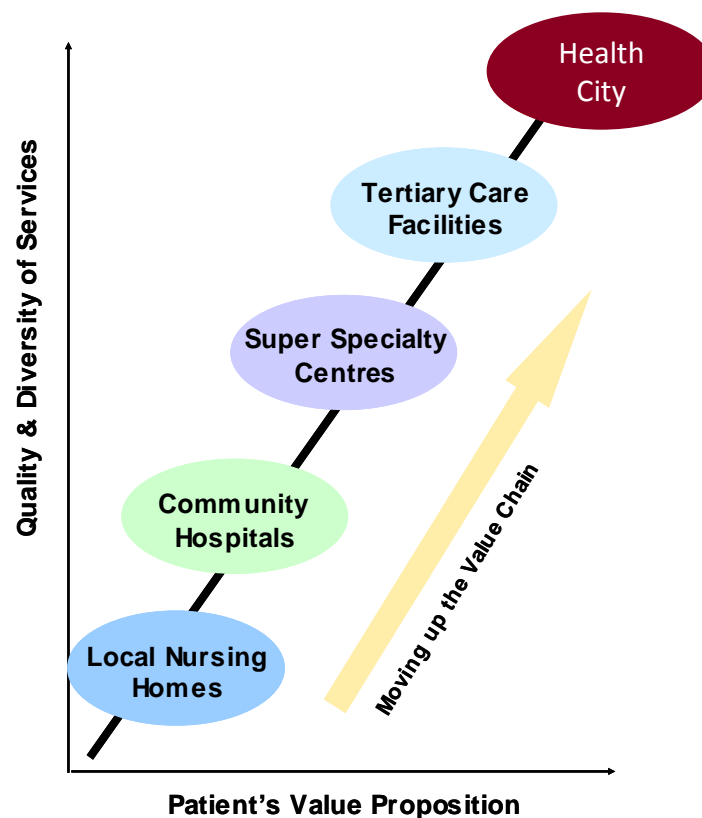 Health
City
Tertiary Care
Facilities
Super Specialty
Centres
Community
Hospitals
Local Nursing
Homes
Quality & Diversity of Services
Moving up the Value Chain
Patient's Value Proposition